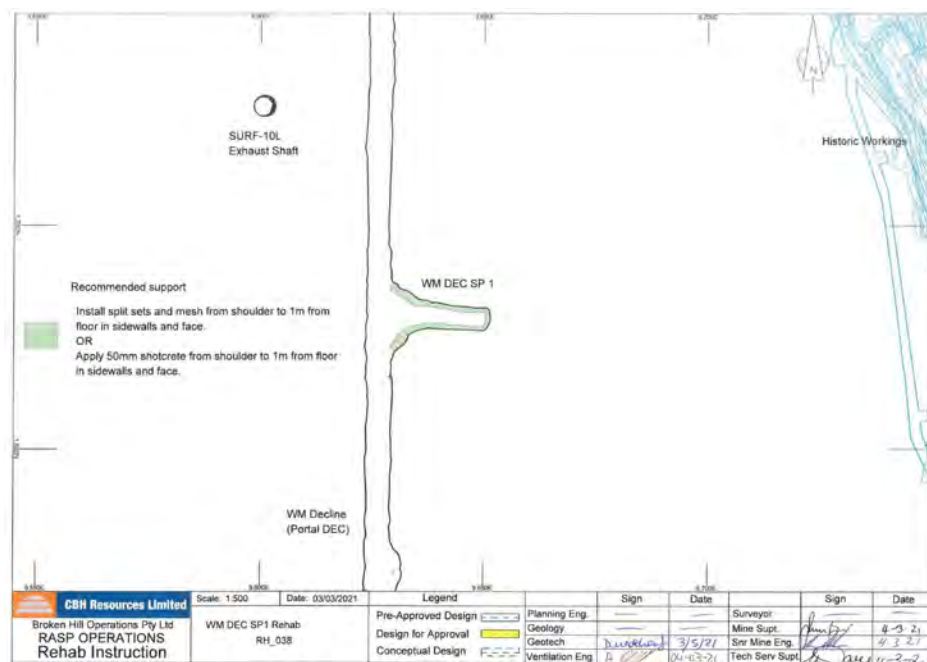 SURF-10L
Exhaust Shaft
N
Historic Workings
WM DEC SP 1
Recommended support
Install split sets and mesh from shoulder to 1m from
floor in sidewalls and face.
OR
Apply 50mm shotcrete from shoulder to 1m from floor
in sidewalls and face.
WM Decline
(Portal DEC)
CBH Resources Limited
Broken Hill Operations Pty Ltd
RASP OPERATIONS
Rehab Instruction
Scale: 1:500
Date: 03/03/2021
WM DEC SP1 Rehab
RH_038
Legend
Pre-Approved Design
Design for Approval
Conceptual Design
Sign Date Sign Date
Planning Eng. Surveyor
Geology Mine Supt. 4-3-21
Geotech 3/5/21 Snr Mine Eng. 4.3.21
Ventilation Eng 04-03-21 Tech Serv Supt